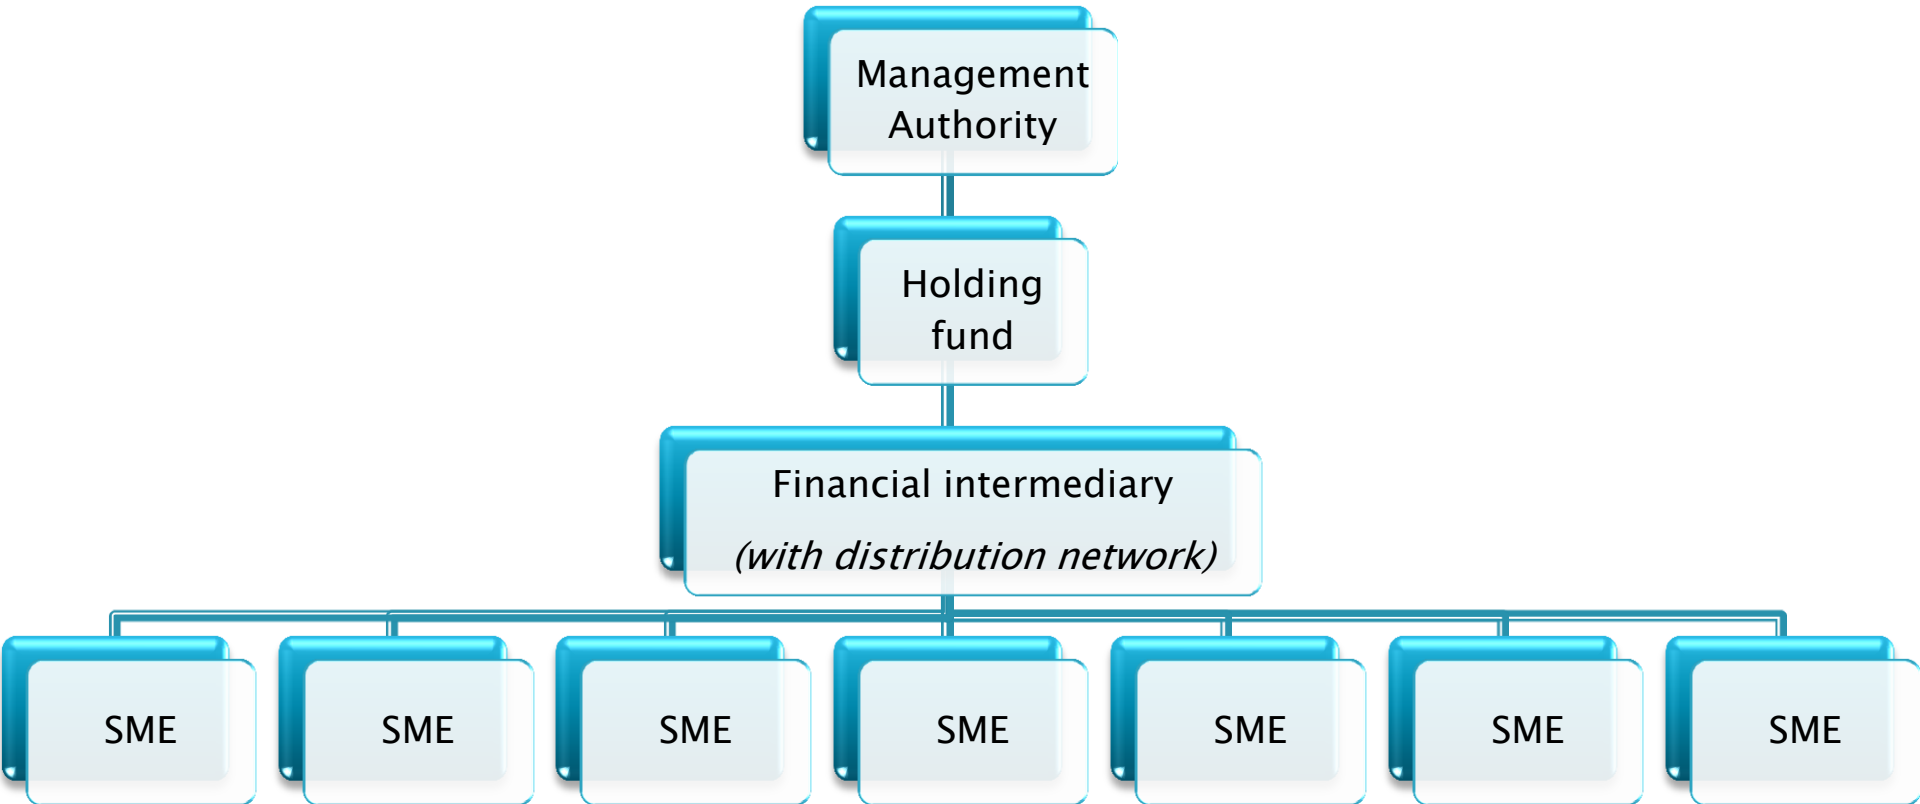 Management
Authority
Holding
fund
Financial intermediary
(with distribution network)
SME SME SME SME SME SME SME